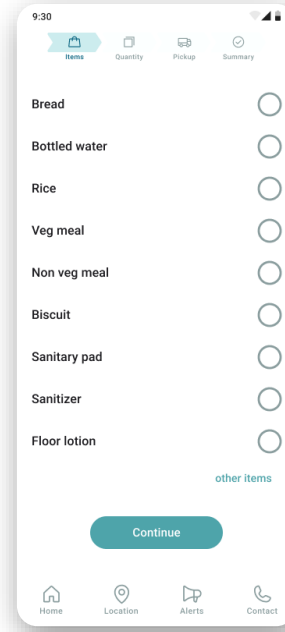 9:30
Items Quantity Pickup Summary
Bread
Bottled water
Rice
Veg meal
Non veg meal
Biscuit
Sanitary pad
Sanitizer
Floor lotion
other items
Continue
Home Location Alerts Contact